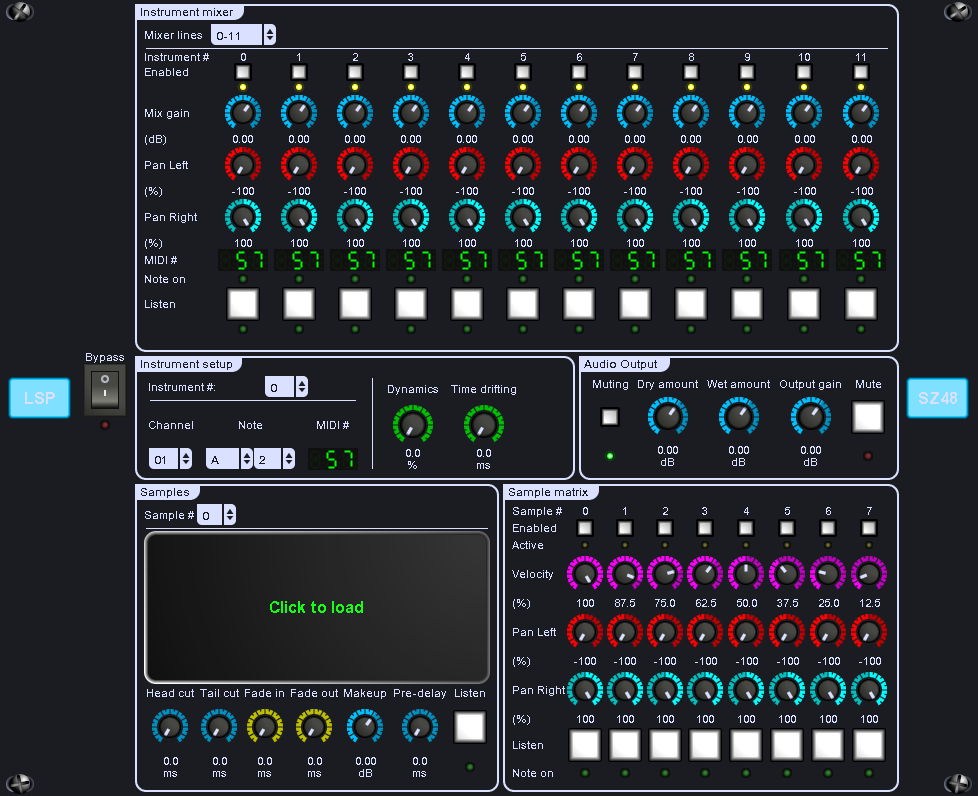 Instrument mixer
Mixer lines 0-11
Instrument # 0 1 2 3 4 5 6 7 8 9 10 11
Enabled
Mix gain
(dB) 0.00 0.00 0.00 0.00 0.00 0.00 0.00 0.00 0.00 0.00 0.00 0.00
Pan Left
(%) -100 -100 -100 -100 -100 -100 -100 -100 -100 -100 -100 -100
Pan Right
(%) 100 100 100 100 100 100 100 100 100 100 100 100
MIDI # 57 57 57 57 57 57 57 57 57 57 57 57
Note on
Listen
Bypass
LSP
SZ48
Instrument setup
Instrument #: 0
Channel Note MIDI #
01 A 2 57
Dynamics Time drifting
0.0 0.0
% ms
Audio Output
Muting Dry amount Wet amount Output gain Mute
0.00 0.00 0.00
dB dB dB
Samples
Sample # 0
Click to load
Head cut Tail cut Fade in Fade out Makeup Pre-delay Listen
0.0 0.0 0.0 0.0 0.00 0.0
ms ms ms ms dB ms
Sample matrix
Sample # 0 1 2 3 4 5 6 7
Enabled
Active
Velocity
(%) 100 87.5 75.0 62.5 50.0 37.5 25.0 12.5
Pan Left
(%) -100 -100 -100 -100 -100 -100 -100 -100
Pan Right
(%) 100 100 100 100 100 100 100 100
Listen
Note on